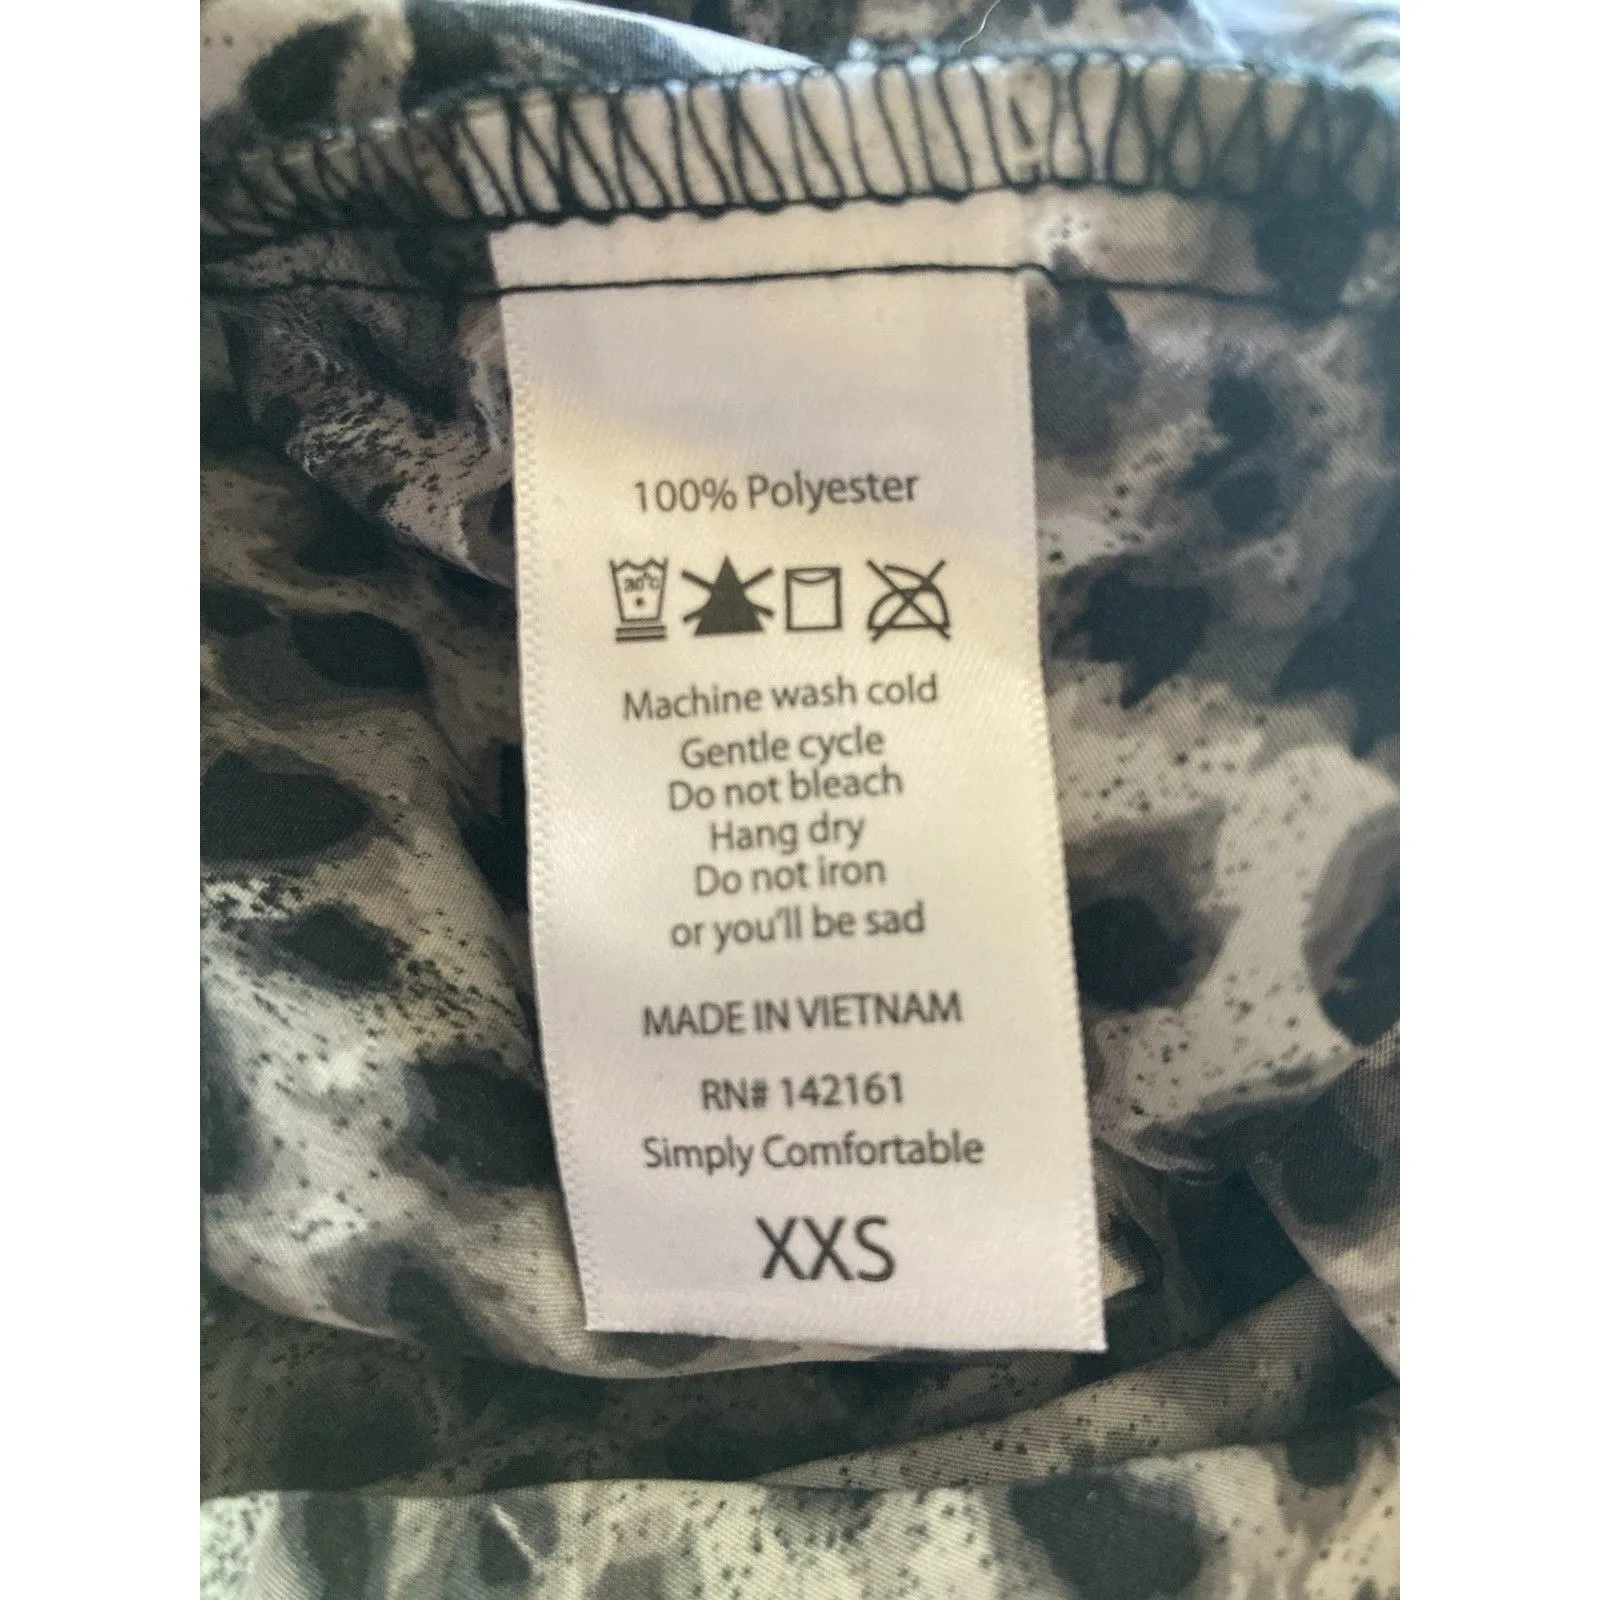 100% Polyester
30°C
Machine wash cold
Gentle cycle
Do not bleach
Hang dry
Do not iron
or you'll be sad
MADE IN VIETNAM
RN# 142161
Simply Comfortable
XXS